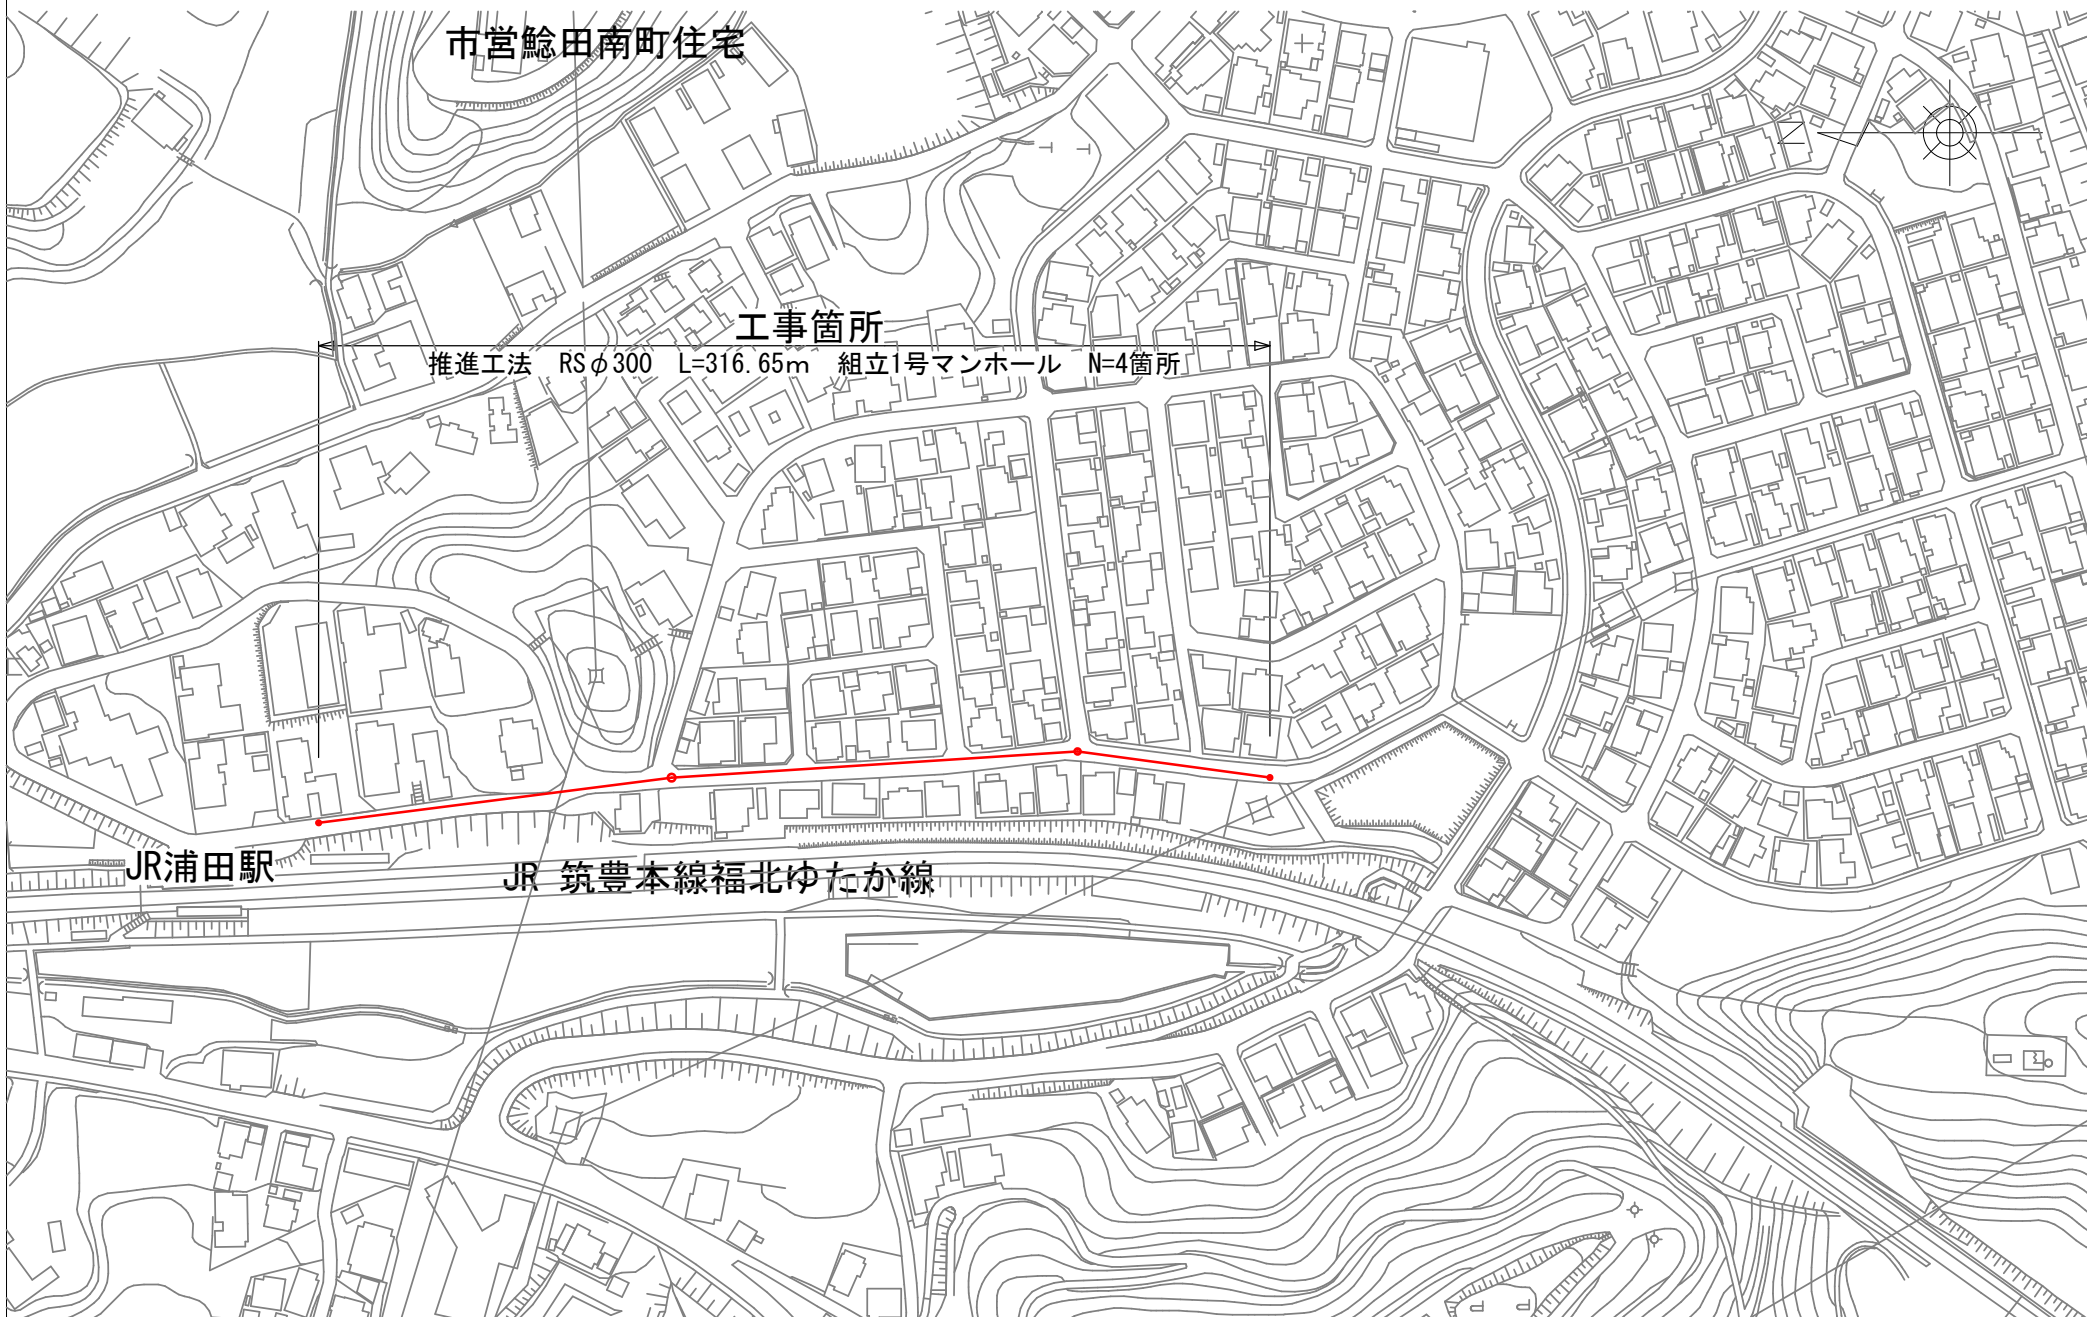 市営鯰田南町住宅
N
工事箇所
推進工法　RSφ300　L=316.65m　組立1号マンホール　N=4箇所
JR浦田駅
JR 筑豊本線福北ゆたか線